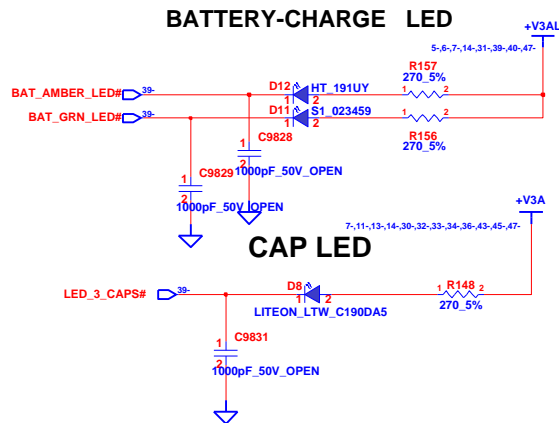 BATTERY-CHARGE LED
+V3AL
5-,6-,7-,14-,31-,39-,40-,47-
R157
270_5%
1 2
BAT_AMBER_LED# 39-
D12 HT_191UY
1 2
BAT_GRN_LED# 39-
D11 S1_023459
1 2
1 2
R156
270_5%
C9828
1
2
1000pF_50V_OPEN
C9829
1
2
1000pF_50V_OPEN
+V3A
7-,11-,13-,14-,30-,32-,33-,34-,36-,43-,45-,47-
CAP LED
LED_3_CAPS# 39-
D8
1 2
LITEON_LTW_C190DA5
R148
1 2
270_5%
C9831
1
2
1000pF_50V_OPEN